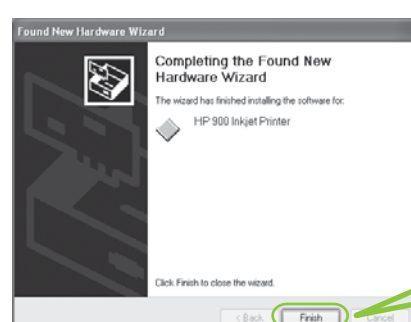 Found New Hardware Wizard
Completing the Found New
Hardware Wizard
The wizard has finished installing the software for:
HP 900 Inkjet Printer
Click Finish to close the wizard.
< Back
Finish
Cancel